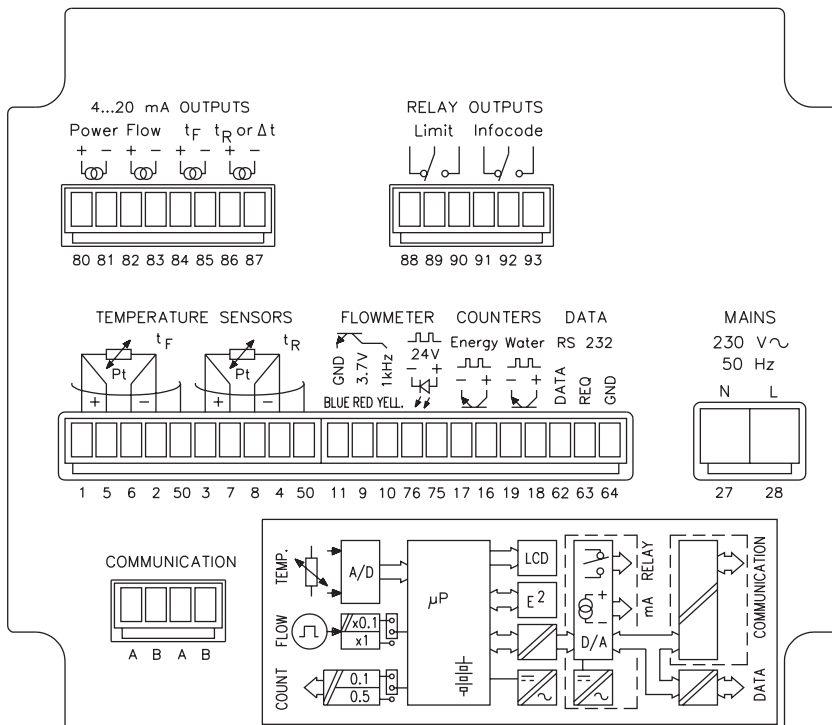 4...20 mA OUTPUTS
Power Flow tF tR or Δt
+ − + − + − + −
80 81 82 83 84 85 86 87
RELAY OUTPUTS
Limit Infocode
88 89 90 91 92 93
TEMPERATURE SENSORS
tF tR
Pt Pt
+ − + −
FLOWMETER
GND 3.7V 1kHz
24V
− +
BLUE RED YELL.
COUNTERS
Energy Water
− + − +
DATA
RS 232
DATA REQ GND
1 5 6 2 50 3 7 8 4 50 11 9 10 76 75 17 16 19 18 62 63 64
MAINS
230 V~
50 Hz
N L
27 28
COMMUNICATION
A B A B
TEMP.
A/D
µP
LCD
E2
RELAY
+ −
mA
D/A
COMMUNICATION
FLOW
x0.1
x1
COUNT
0.1
0.5
DATA